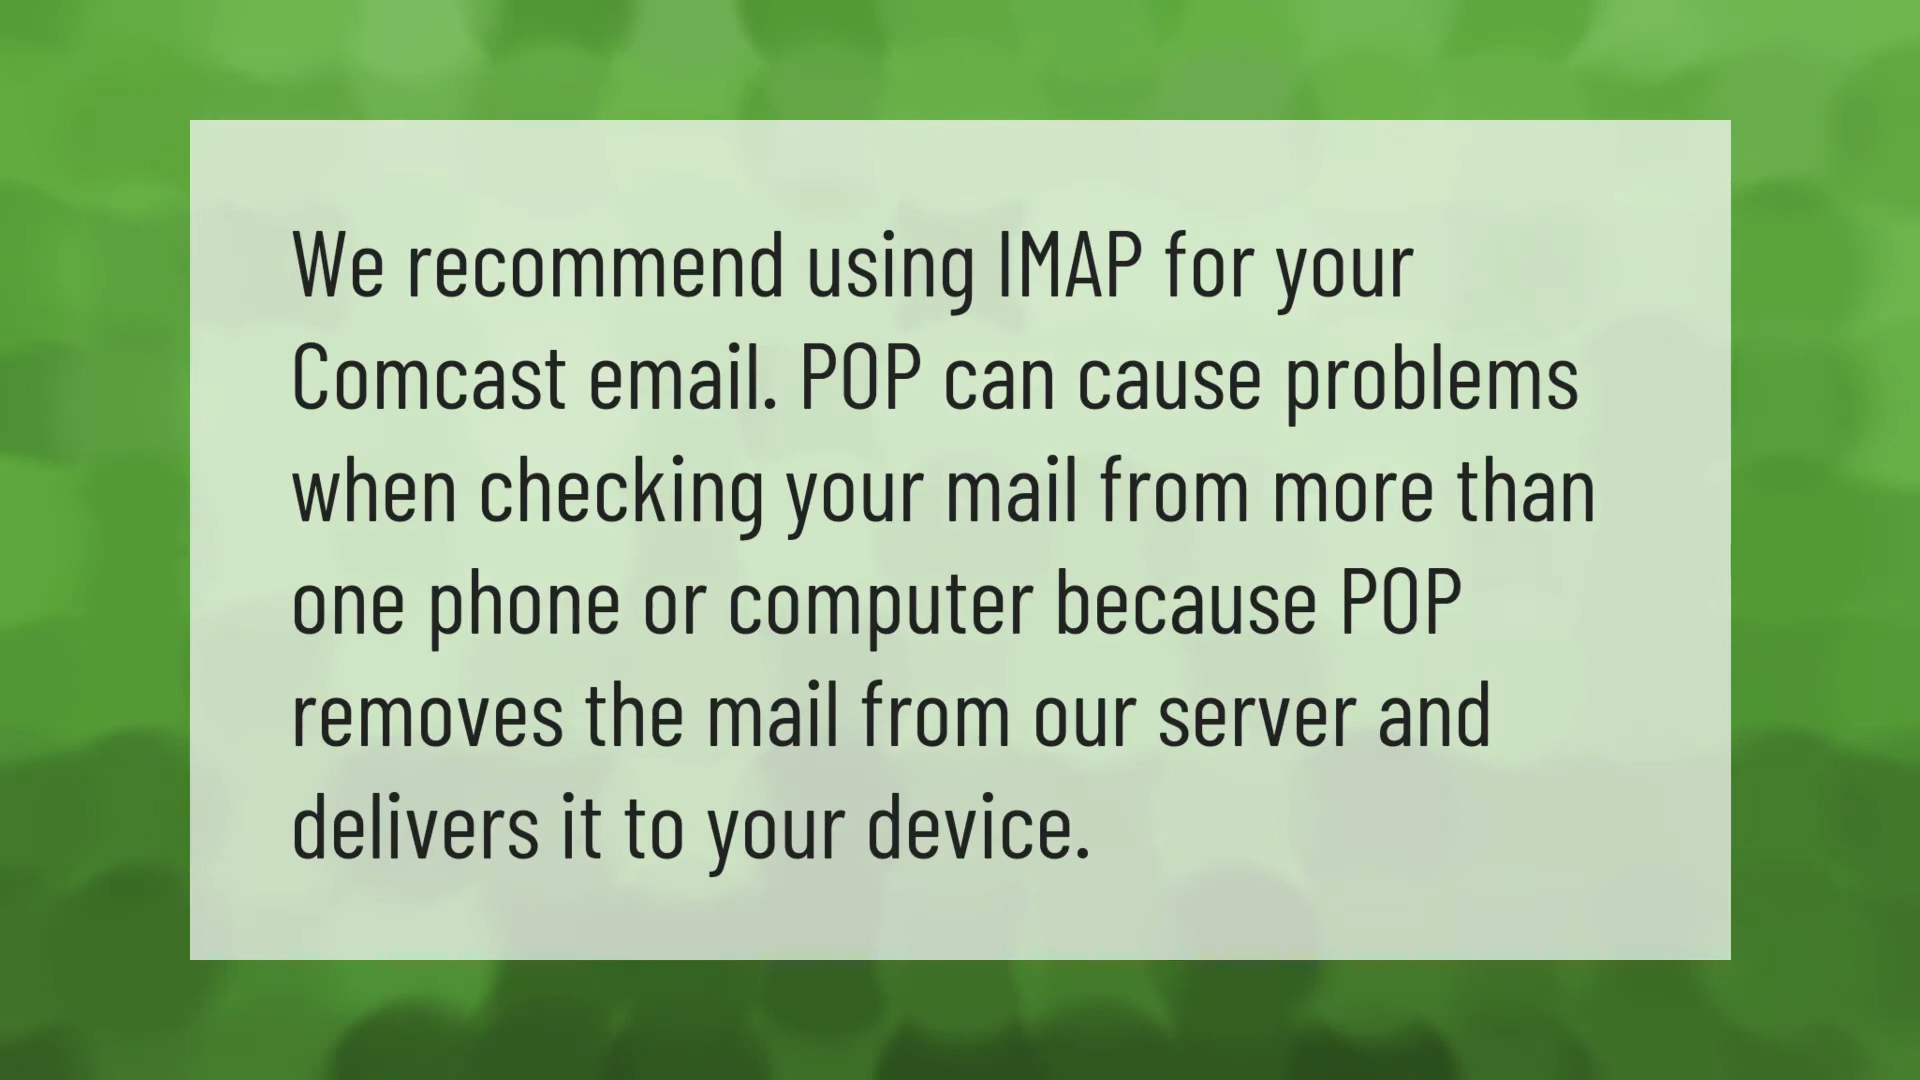 We recommend using IMAP for your
Comcast email. POP can cause problems
when checking your mail from more than
one phone or computer because POP
removes the mail from our server and
delivers it to your device.